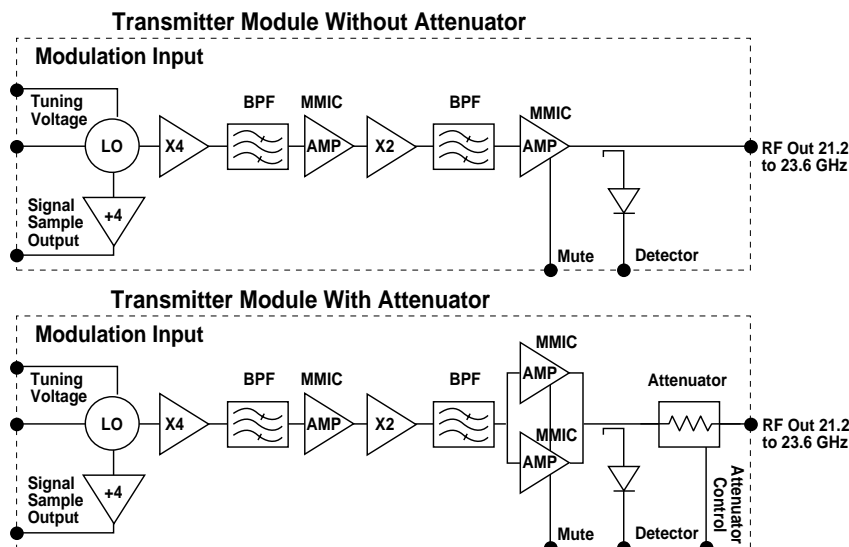 Transmitter Module Without Attenuator
Modulation Input
Tuning
Voltage
LO
X4
BPF
MMIC
AMP
X2
BPF
MMIC
AMP
RF Out 21.2
to 23.6 GHz
Signal
Sample
Output
+4
Mute
Detector
Transmitter Module With Attenuator
Modulation Input
Tuning
Voltage
LO
X4
BPF
MMIC
AMP
X2
BPF
MMIC
AMP
MMIC
AMP
Attenuator
RF Out 21.2
to 23.6 GHz
Signal
Sample
Output
+4
Mute
Detector
Attenuator
Control